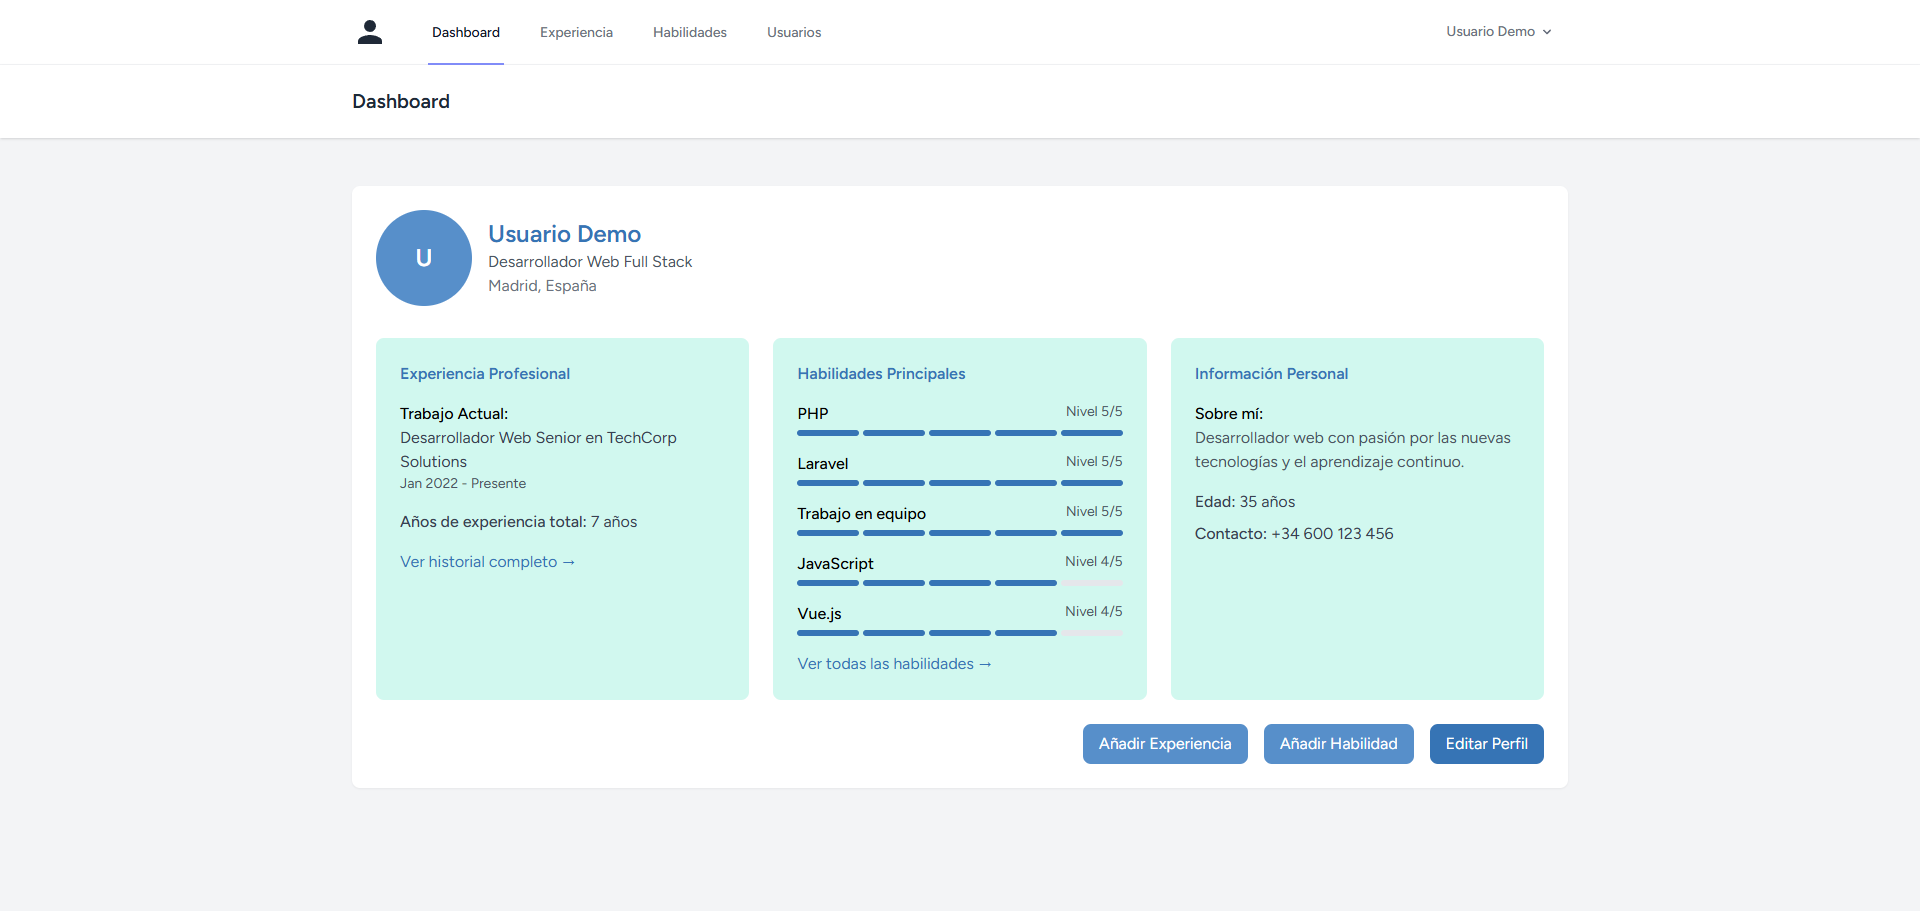 Dashboard
Experiencia
Habilidades
Usuarios
Usuario Demo
Dashboard
U
Usuario Demo
Desarrollador Web Full Stack
Madrid, España
Experiencia Profesional
Trabajo Actual:
Desarrollador Web Senior en TechCorp
Solutions
Jan 2022 - Presente
Años de experiencia total: 7 años
Ver historial completo →
Habilidades Principales
PHP Nivel 5/5
Laravel Nivel 5/5
Trabajo en equipo Nivel 5/5
JavaScript Nivel 4/5
Vue.js Nivel 4/5
Ver todas las habilidades →
Información Personal
Sobre mí:
Desarrollador web con pasión por las nuevas
tecnologías y el aprendizaje continuo.
Edad: 35 años
Contacto: +34 600 123 456
Añadir Experiencia
Añadir Habilidad
Editar Perfil